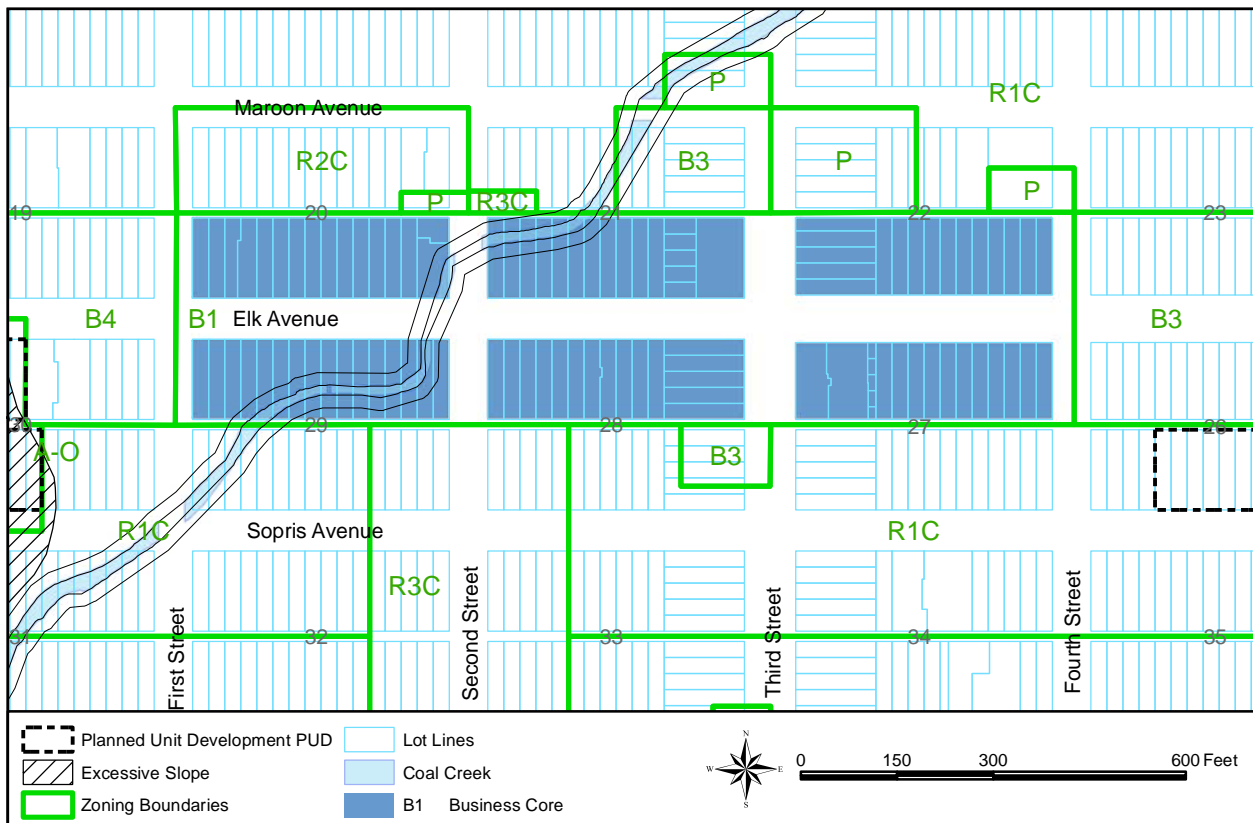 P
R1C
Maroon Avenue
R2C
B3
P
P
R3C
P
19
20
21
22
23
B4
B1
Elk Avenue
B3
30
29
28
27
26
A-O
B3
R1C
Sopris Avenue
R1C
R3C
First Street
Second Street
Third Street
Fourth Street
31
32
33
34
35
Planned Unit Development PUD
Excessive Slope
Zoning Boundaries
Lot Lines
Coal Creek
B1 Business Core
N
W
E
S
0 150 300 600 Feet